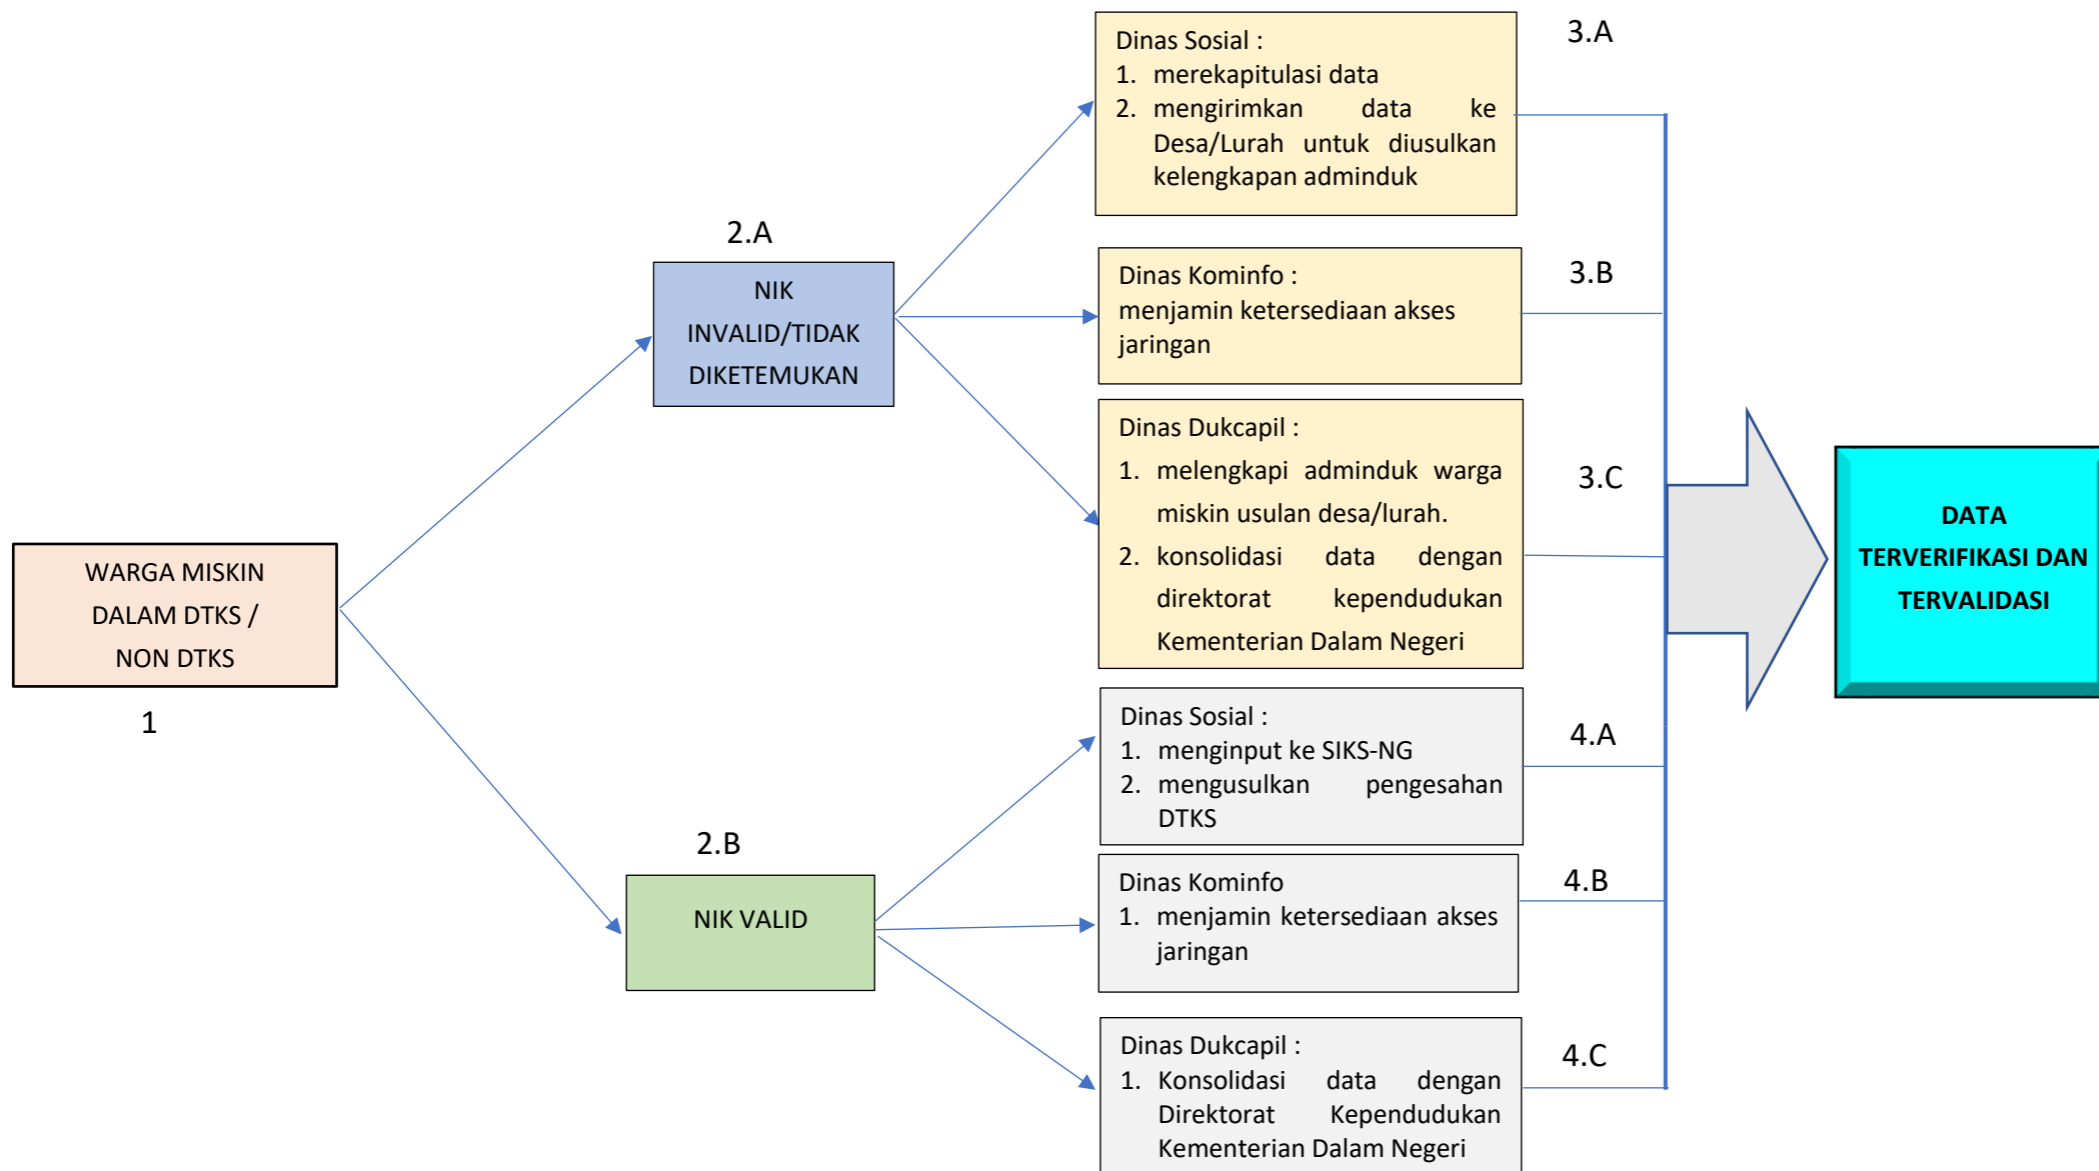 WARGA MISKIN
DALAM DTKS /
NON DTKS
1
2.A
NIK
INVALID/TIDAK
DIKETEMUKAN
2.B
NIK VALID
Dinas Sosial :
1. merekapitulasi data
2. mengirimkan data ke
Desa/Lurah untuk diusulkan
kelengkapan adminduk
3.A
Dinas Kominfo :
menjamin ketersediaan akses
jaringan
3.B
Dinas Dukcapil :
1. melengkapi adminduk warga
miskin usulan desa/lurah.
2. konsolidasi data dengan
direktorat kependudukan
Kementerian Dalam Negeri
3.C
Dinas Sosial :
1. menginput ke SIKS-NG
2. mengusulkan pengesahan
DTKS
4.A
Dinas Kominfo
1. menjamin ketersediaan akses
jaringan
4.B
Dinas Dukcapil :
1. Konsolidasi data dengan
Direktorat Kependudukan
Kementerian Dalam Negeri
4.C
DATA
TERVERIFIKASI DAN
TERVALIDASI